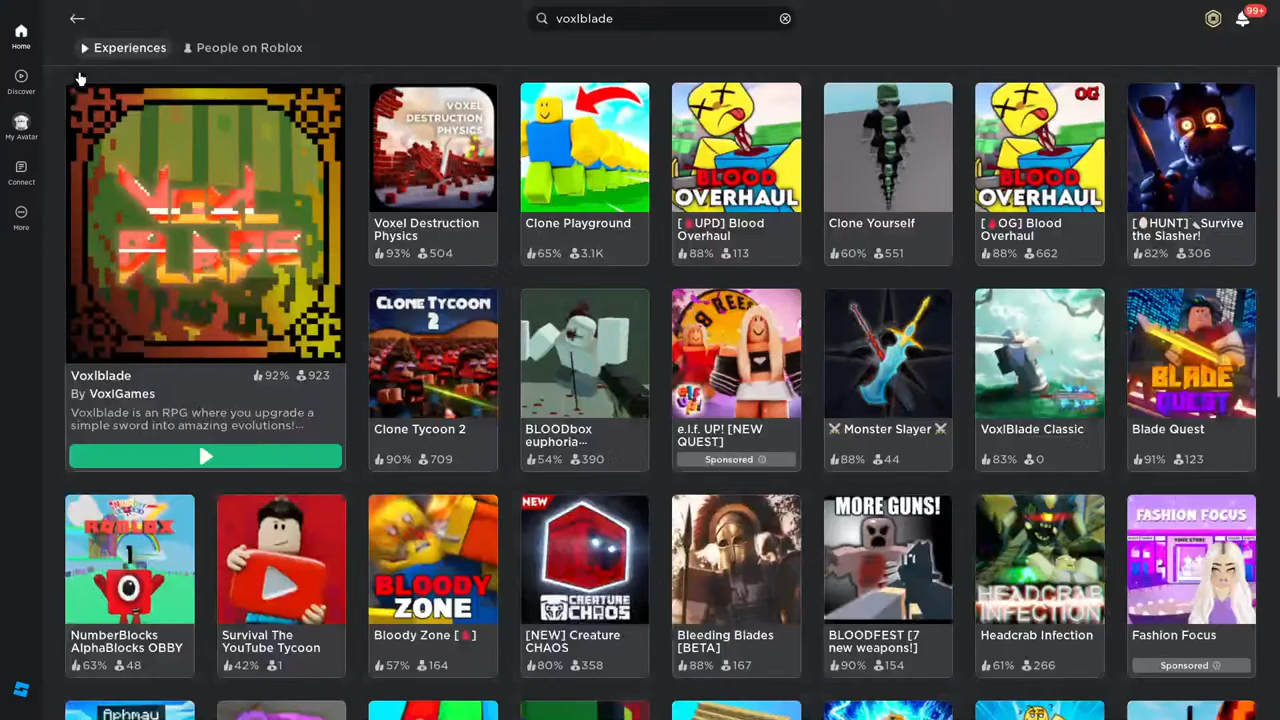 voxlblade
99+
Home
Discover
My Avatar
Connect
More
Experiences
People on Roblox
VOXL
BLADE
Voxlblade
92% 923
By VoxlGames
Voxlblade is an RPG where you upgrade a
simple sword into amazing evolutions!...
VOXEL
DESTRUCTION
PHYSICS
Voxel Destruction
Physics
93% 504
Clone Playground
65% 3.1K
BLOOD
OVERHAUL
[🩸UPD] Blood
Overhaul
88% 113
Clone Yourself
60% 551
OG
BLOOD
OVERHAUL
[🩸OG] Blood
Overhaul
88% 662
[🥚HUNT] 🔪Survive
the Slasher!
82% 306
CLONE TYCOON
2
Clone Tycoon 2
90% 709
BLOODbox
euphoria...
54% 390
e.l.f. UP!
e.l.f. UP! [NEW
QUEST]
Sponsored
⚔️ Monster Slayer ⚔️
88% 44
VoxlBlade Classic
83% 0
BLADE
QUEST
Blade Quest
91% 123
ROBLOX
1
NumberBlocks
AlphaBlocks OBBY
63% 48
Survival The
YouTube Tycoon
42% 1
BLOODY
ZONE
Bloody Zone [🩸]
57% 164
NEW
CREATURE
CHAOS
[NEW] Creature
CHAOS
80% 358
Bleeding Blades
[BETA]
88% 167
MORE GUNS!
BLOODFEST [7
new weapons!]
90% 154
HEADCRAB
INFECTION
Headcrab Infection
61% 266
FASHION FOCUS
Fashion Focus
Sponsored
Aphmau